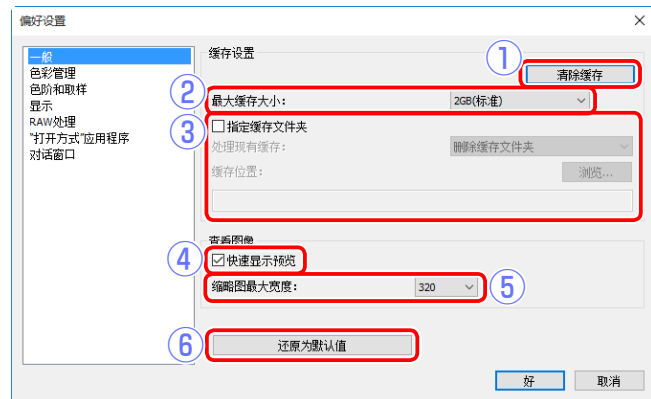 偏好设置
一般
色彩管理
色阶和取样
显示
RAW处理
"打开方式"应用程序
对话窗口
缓存设置
①
清除缓存
②
最大缓存大小： 2GB(标准)
③
指定缓存文件夹
处理现有缓存： 删除缓存文件夹
缓存位置： 浏览...
查看图像
④
快速显示预览
缩略图最大宽度： 320
⑤
⑥
还原为默认值
好 取消